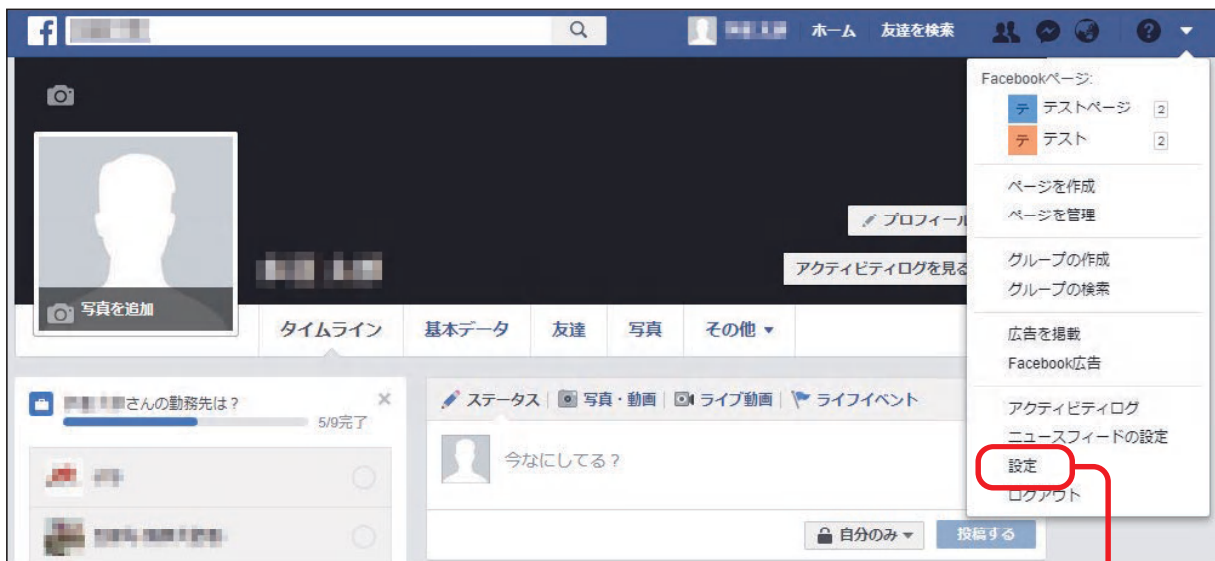 f
ホーム 友達を検索
Facebookページ:
テ テストページ 2
テ テスト 2
ページを作成
ページを管理
グループの作成
グループの検索
広告を掲載
Facebook広告
アクティビティログ
ニュースフィードの設定
設定
ログアウト
プロフィール
アクティビティログを見る
写真を追加
タイムライン 基本データ 友達 写真 その他
さんの勤務先は?
5/9完了
ステータス 写真・動画 ライブ動画 ライフイベント
今なにしてる?
自分のみ 投稿する